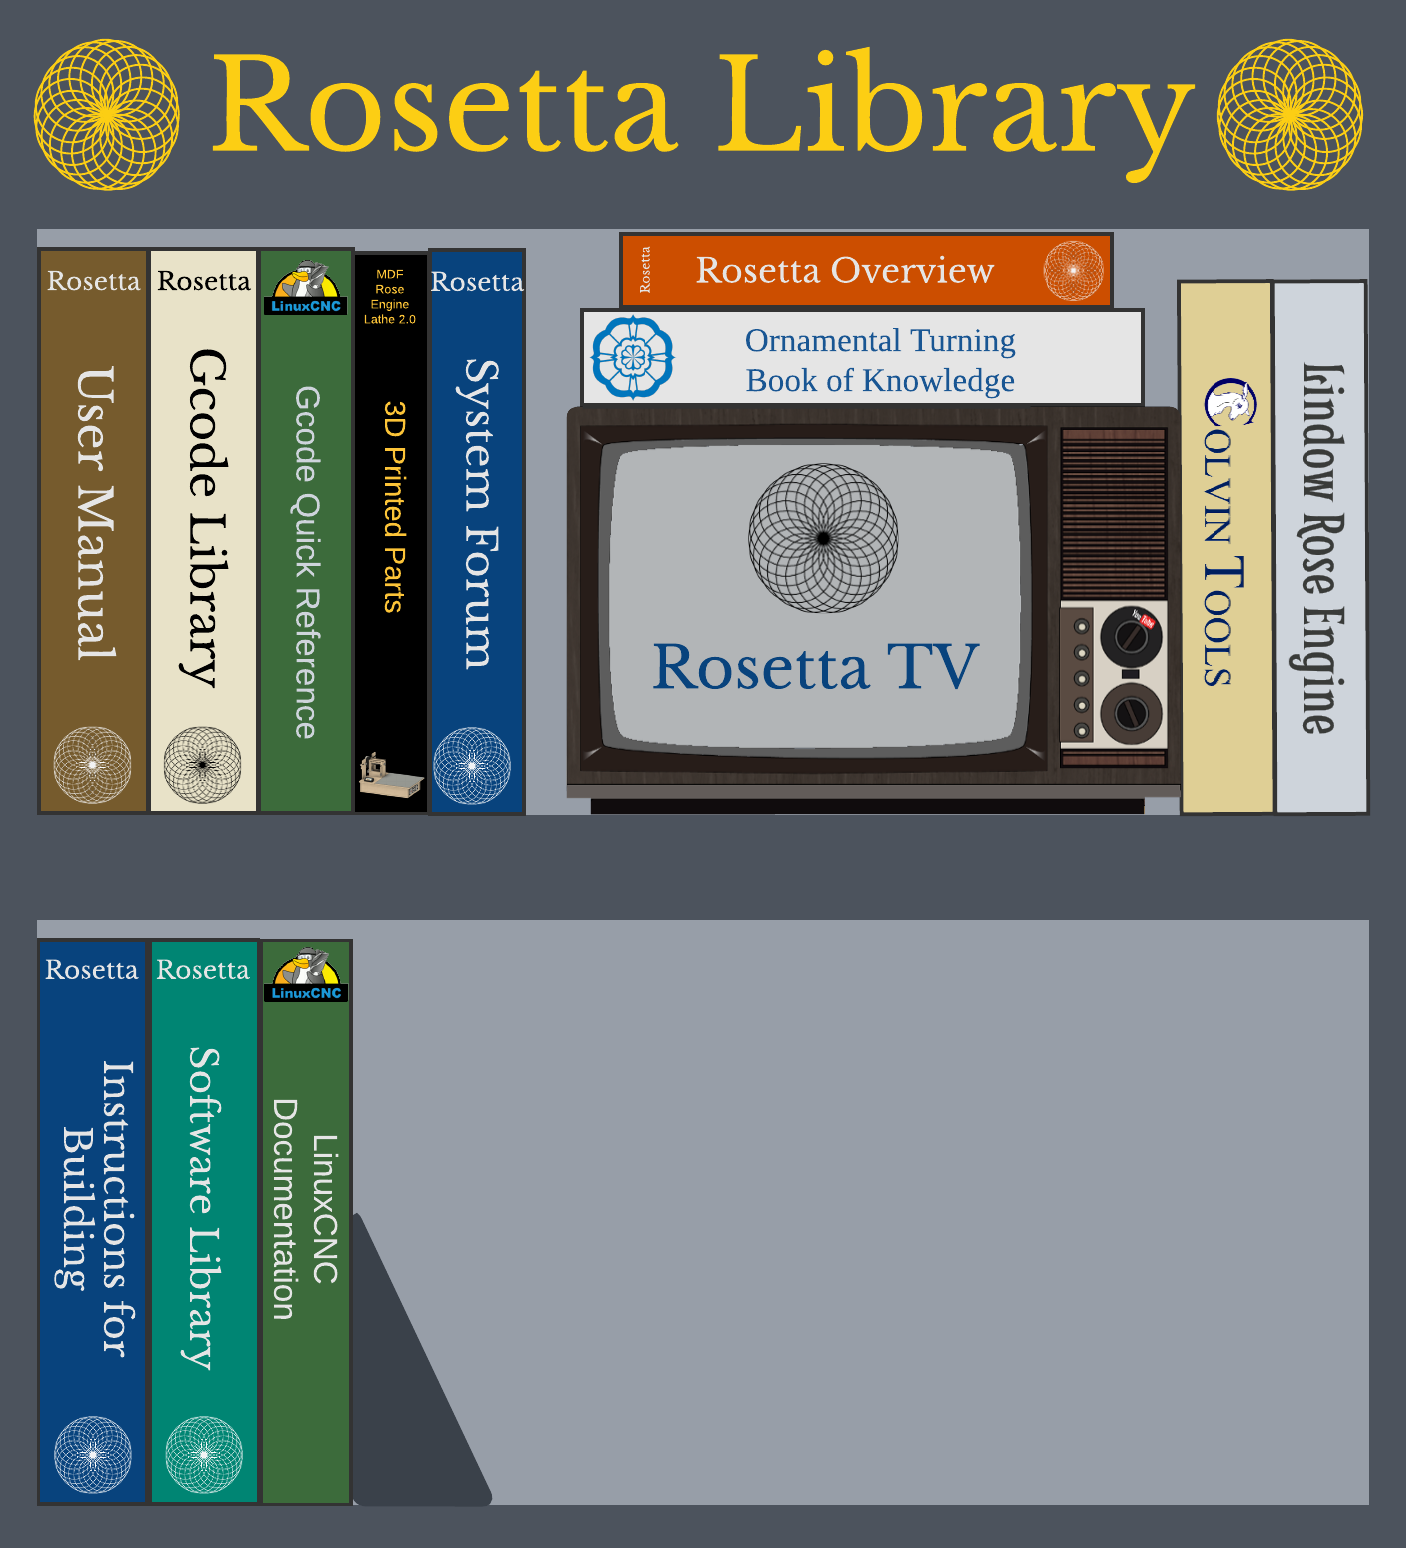 Rosetta Library
Rosetta
User Manual
Rosetta
Gcode Library
LinuxCNC
Gcode Quick Reference
MDF
Rose
Engine
Lathe 2.0
3D Printed Parts
Rosetta
System Forum
Rosetta
Rosetta Overview
Ornamental Turning
Book of Knowledge
Rosetta TV
YouTube
Colvin Tools
Lindow Rose Engine
Rosetta
Instructions for
Building
Rosetta
Software Library
LinuxCNC
LinuxCNC
Documentation